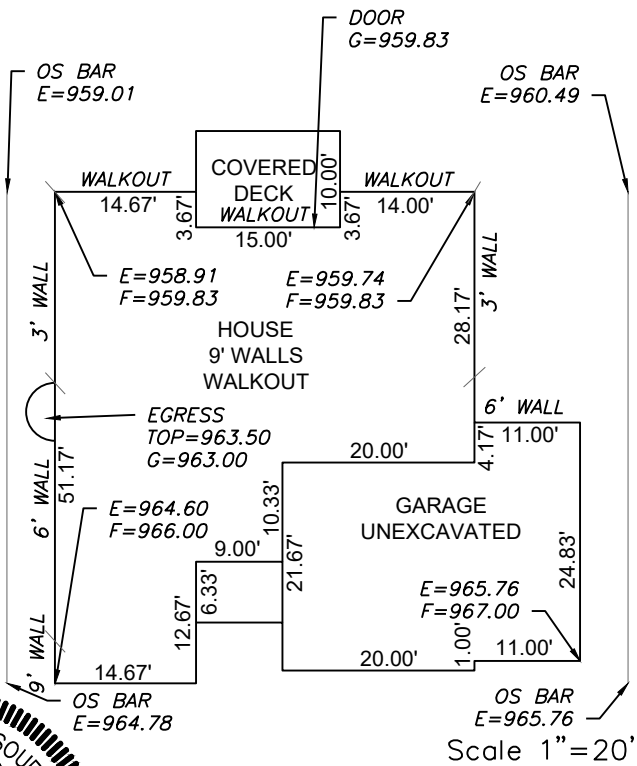 DOOR
G=959.83
OS BAR
E=959.01
OS BAR
E=960.49
COVERED
DECK
10.00'
WALKOUT
14.67'
WALKOUT
14.00'
3.67'
WALKOUT
15.00'
3.67'
E=958.91
F=959.83
E=959.74
F=959.83
3' WALL
3' WALL
28.17'
HOUSE
9' WALLS
WALKOUT
EGRESS
TOP=963.50
G=963.00
6' WALL
11.00'
4.17'
20.00'
6' WALL
51.17'
E=964.60
F=966.00
10.33'
GARAGE
UNEXCAVATED
24.83'
9.00'
21.67'
6.33'
12.67'
E=965.76
F=967.00
9' WALL
14.67'
20.00'
1.00'
11.00'
OS BAR
E=964.78
OS BAR
E=965.76
Scale 1"=20'